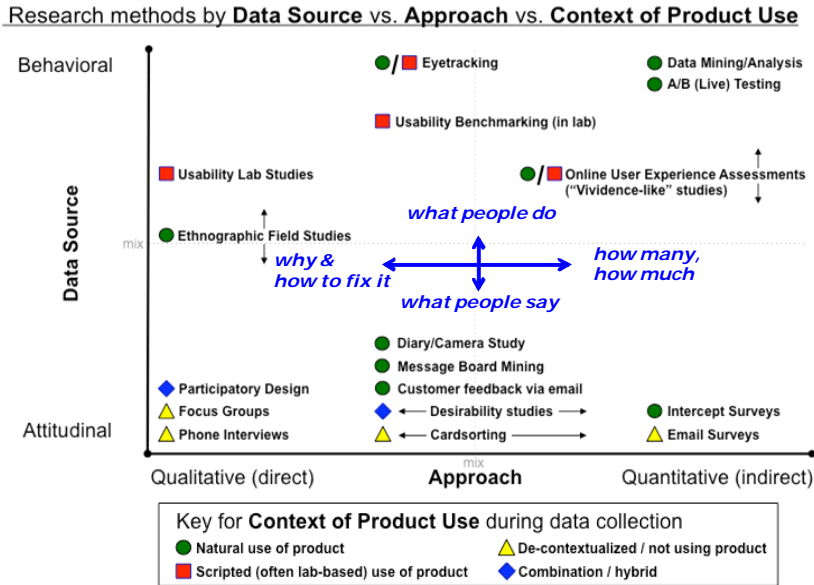 Research methods by Data Source vs. Approach vs. Context of Product Use
Behavioral
/ Eyetracking
Data Mining/Analysis
A/B (Live) Testing
Usability Benchmarking (in lab)
Usability Lab Studies
/ Online User Experience Assessments
("Vividence-like" studies)
what people do
Ethnographic Field Studies
mix
Data Source
why &
how to fix it
how many,
how much
what people say
Diary/Camera Study
Message Board Mining
Participatory Design
Customer feedback via email
Focus Groups
Desirability studies
Intercept Surveys
Attitudinal
Phone Interviews
Cardsorting
Email Surveys
mix
Qualitative (direct)
Approach
Quantitative (indirect)
Key for Context of Product Use during data collection
Natural use of product
De-contextualized / not using product
Scripted (often lab-based) use of product
Combination / hybrid